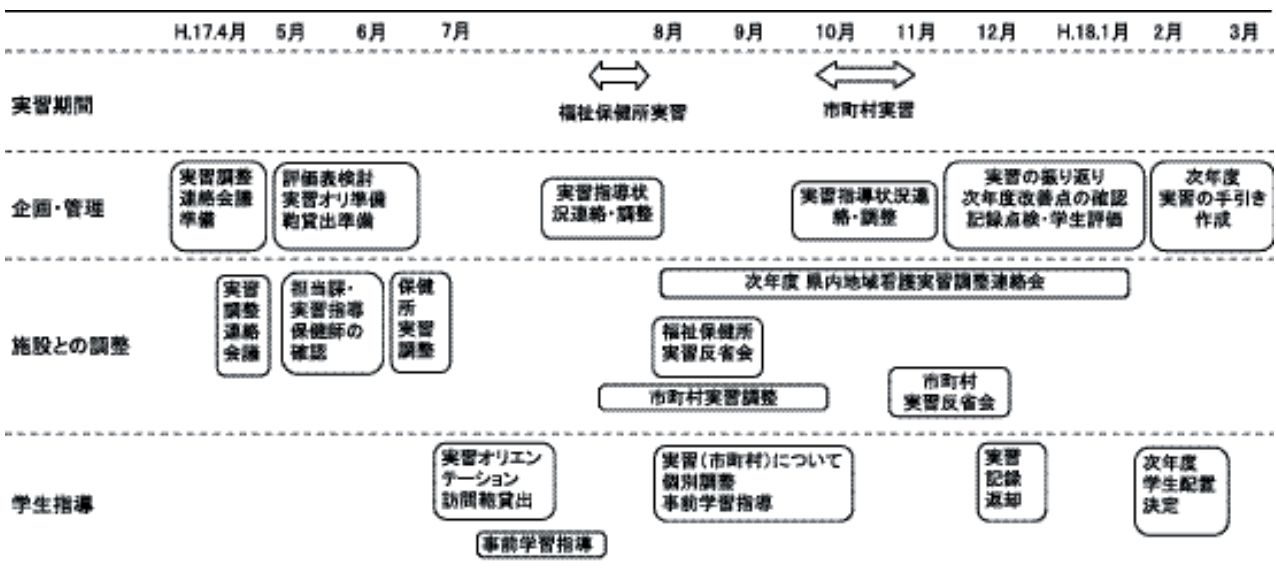 H.17.4月 5月 6月 7月 8月 9月 10月 11月 12月 H.18.1月 2月 3月
実習期間
福祉保健所実習
市町村実習
企画・管理
実習調整
連絡会議
準備
評価表検討
実習オリ準備
鞄貸出準備
実習指導状
況連絡・調整
実習指導状況連
絡・調整
実習の振り返り
次年度改善点の確認
記録点検・学生評価
次年度
実習の手引き
作成
施設との調整
実習
調整
連絡
会議
担当課・
実習指導
保健師の
確認
保健
所
実習
調整
次年度 県内地域看護実習調整連絡会
福祉保健所
実習反省会
市町村実習調整
市町村
実習反省会
学生指導
実習オリエン
テーション
訪問鞄貸出
事前学習指導
実習(市町村)について
個別調整
事前学習指導
実習
記録
返却
次年度
学生配置
決定